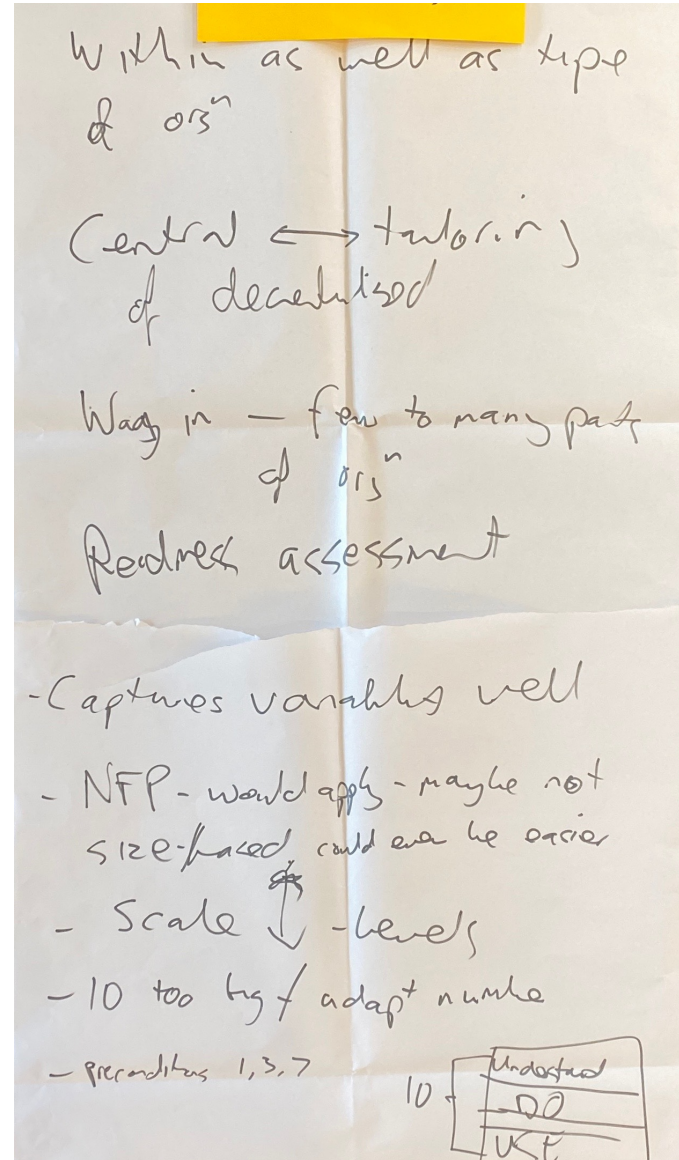 Within as well as type
of orgⁿ
Central ⟷ tailoring
of decentralised
Ways in — few to many parts
of orgⁿ
Readiness assessment
- Captures variables well
- NFP - would apply - maybe not
size-based could even be easier
- Scale ↕ - levels
- 10 too big / adapt number
- preconditions 1, 3, 7
10 Understand
DO
USE